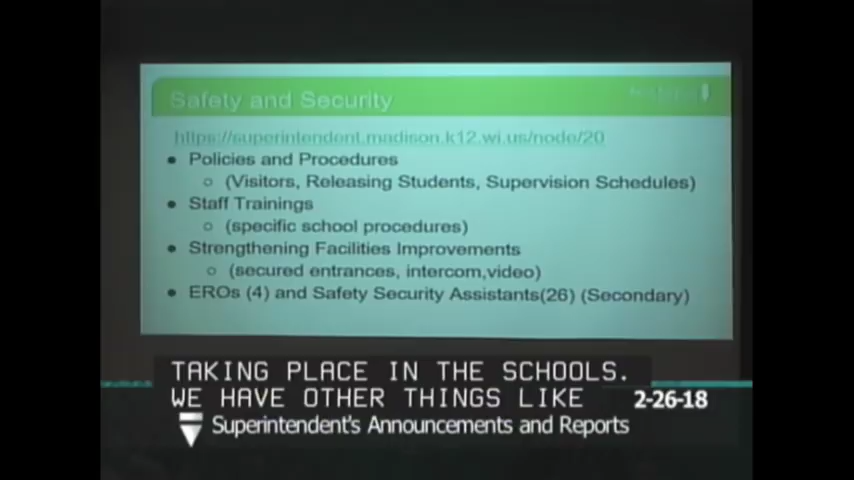 Safety and Security
https://superintendent.madison.k12.wi.us/node/20
• Policies and Procedures
○ (Visitors, Releasing Students, Supervision Schedules)
• Staff Trainings
○ (specific school procedures)
• Strengthening Facilities Improvements
○ (secured entrances, intercom,video)
• EROs (4) and Safety Security Assistants(26) (Secondary)
TAKING PLACE IN THE SCHOOLS.
WE HAVE OTHER THINGS LIKE
2-26-18
Superintendent's Announcements and Reports